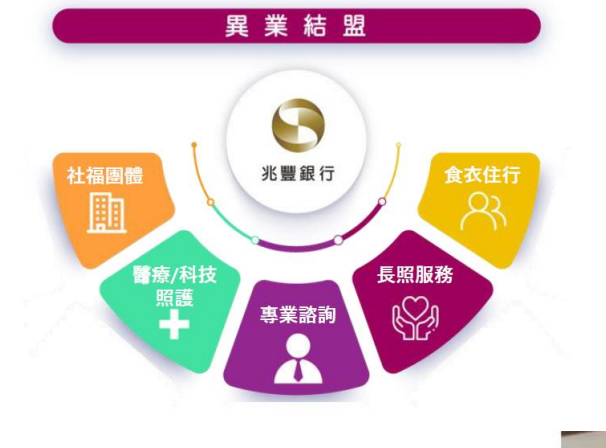 異業結盟
兆豐銀行
社福團體
食衣住行
醫療/科技
照護
長照服務
專業諮詢